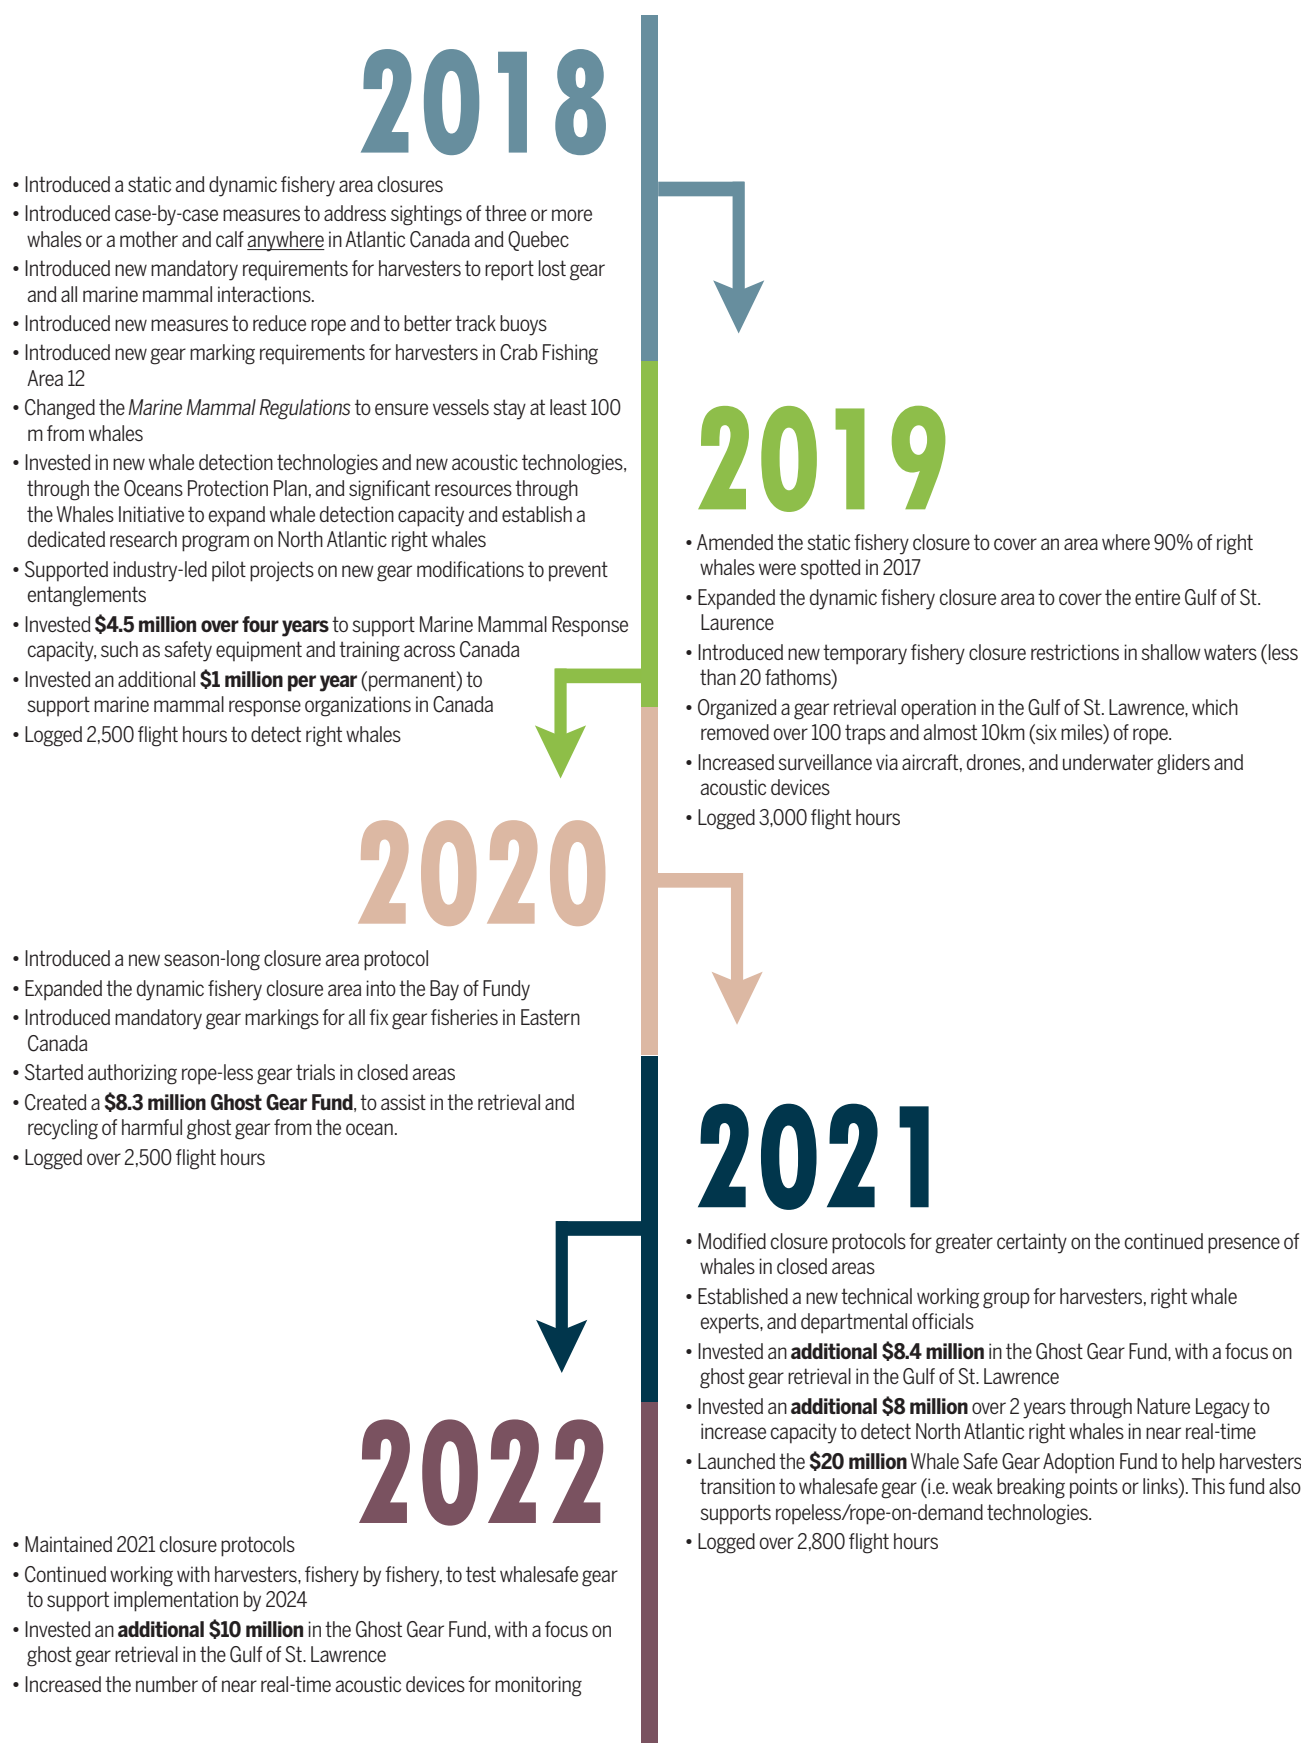 2018
• Introduced a static and dynamic fishery area closures
• Introduced case-by-case measures to address sightings of three or more
whales or a mother and calf anywhere in Atlantic Canada and Quebec
• Introduced new mandatory requirements for harvesters to report lost gear
and all marine mammal interactions.
• Introduced new measures to reduce rope and to better track buoys
• Introduced new gear marking requirements for harvesters in Crab Fishing
Area 12
• Changed the Marine Mammal Regulations to ensure vessels stay at least 100
m from whales
• Invested in new whale detection technologies and new acoustic technologies,
through the Oceans Protection Plan, and significant resources through
the Whales Initiative to expand whale detection capacity and establish a
dedicated research program on North Atlantic right whales
• Supported industry-led pilot projects on new gear modifications to prevent
entanglements
• Invested $4.5 million over four years to support Marine Mammal Response
capacity, such as safety equipment and training across Canada
• Invested an additional $1 million per year (permanent) to
support marine mammal response organizations in Canada
• Logged 2,500 flight hours to detect right whales
2019
• Amended the static fishery closure to cover an area where 90% of right
whales were spotted in 2017
• Expanded the dynamic fishery closure area to cover the entire Gulf of St.
Laurence
• Introduced new temporary fishery closure restrictions in shallow waters (less
than 20 fathoms)
• Organized a gear retrieval operation in the Gulf of St. Lawrence, which
removed over 100 traps and almost 10km (six miles) of rope.
• Increased surveillance via aircraft, drones, and underwater gliders and
acoustic devices
• Logged 3,000 flight hours
2020
• Introduced a new season-long closure area protocol
• Expanded the dynamic fishery closure area into the Bay of Fundy
• Introduced mandatory gear markings for all fix gear fisheries in Eastern
Canada
• Started authorizing rope-less gear trials in closed areas
• Created a $8.3 million Ghost Gear Fund, to assist in the retrieval and
recycling of harmful ghost gear from the ocean.
• Logged over 2,500 flight hours
2021
• Modified closure protocols for greater certainty on the continued presence of
whales in closed areas
• Established a new technical working group for harvesters, right whale
experts, and departmental officials
• Invested an additional $8.4 million in the Ghost Gear Fund, with a focus on
ghost gear retrieval in the Gulf of St. Lawrence
• Invested an additional $8 million over 2 years through Nature Legacy to
increase capacity to detect North Atlantic right whales in near real-time
• Launched the $20 million Whale Safe Gear Adoption Fund to help harvesters
transition to whalesafe gear (i.e. weak breaking points or links). This fund also
supports ropeless/rope-on-demand technologies.
• Logged over 2,800 flight hours
2022
• Maintained 2021 closure protocols
• Continued working with harvesters, fishery by fishery, to test whalesafe gear
to support implementation by 2024
• Invested an additional $10 million in the Ghost Gear Fund, with a focus on
ghost gear retrieval in the Gulf of St. Lawrence
• Increased the number of near real-time acoustic devices for monitoring